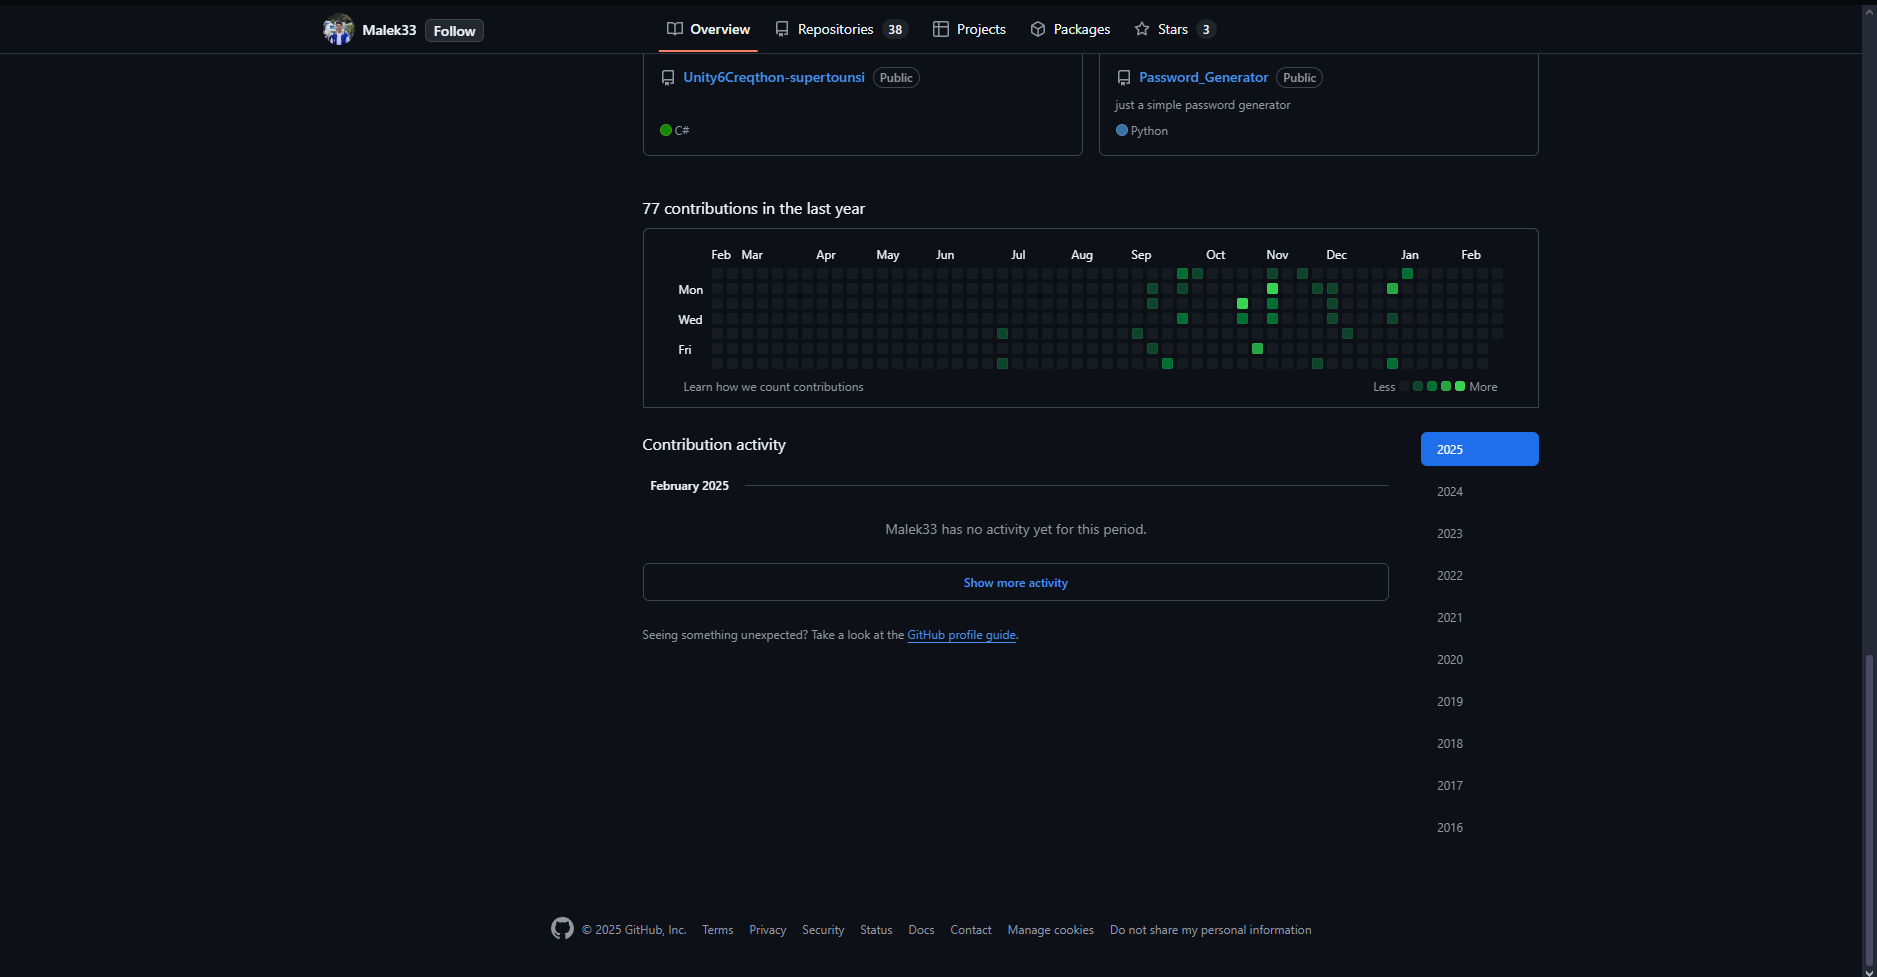 Malek33 Follow Overview Repositories 38 Projects Packages Stars 3
Unity6Creqthon-supertounsi Public
C#
Password_Generator Public
just a simple password generator
Python
77 contributions in the last year
Feb Mar Apr May Jun Jul Aug Sep Oct Nov Dec Jan Feb
Mon
Wed
Fri
Learn how we count contributions Less More
Contribution activity
February 2025
Malek33 has no activity yet for this period.
Show more activity
Seeing something unexpected? Take a look at the GitHub profile guide.
2025
2024
2023
2022
2021
2020
2019
2018
2017
2016
© 2025 GitHub, Inc. Terms Privacy Security Status Docs Contact Manage cookies Do not share my personal information